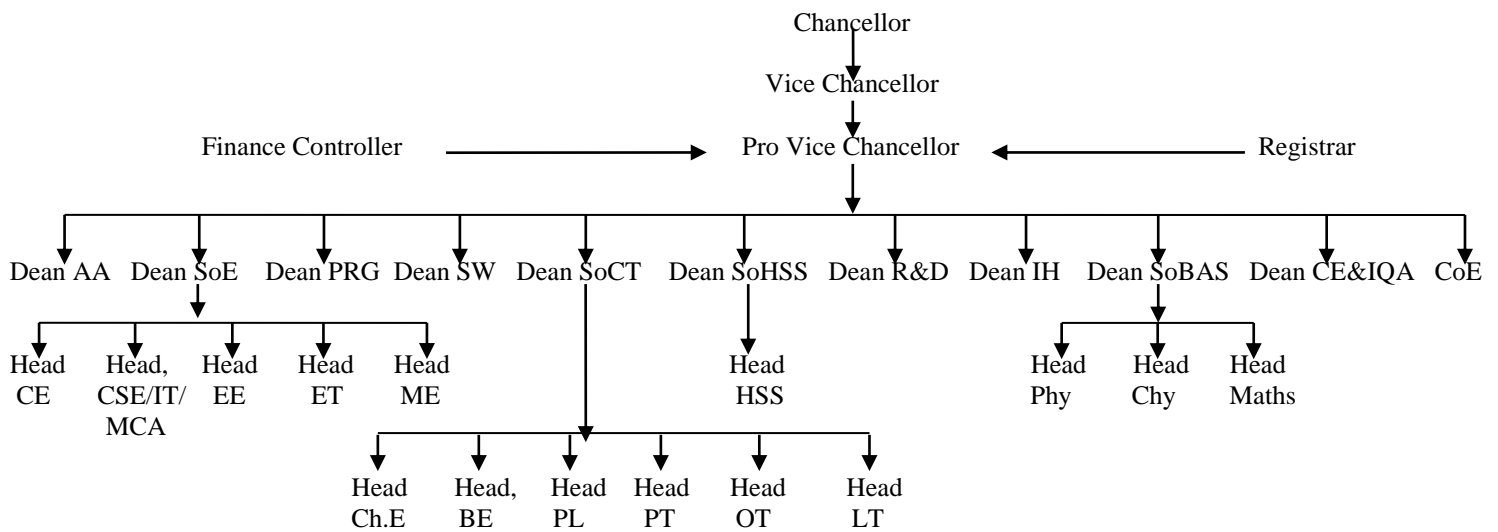 Chancellor
Vice Chancellor
Finance Controller Pro Vice Chancellor Registrar
Dean AA Dean SoE Dean PRG Dean SW Dean SoCT Dean SoHSS Dean R&D Dean IH Dean SoBAS Dean CE&IQA CoE
Head Head, Head Head Head Head Head Head Head
CE CSE/IT/ EE ET ME HSS Phy Chy Maths
MCA
Head Head, Head Head Head Head
Ch.E BE PL PT OT LT